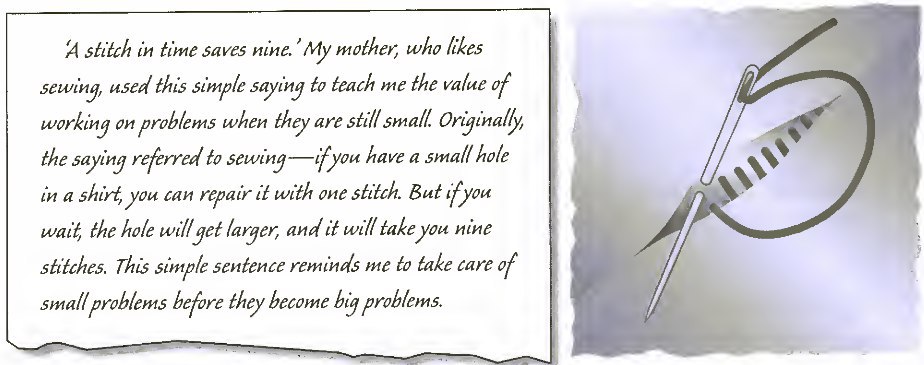 'A stitch in time saves nine.' My mother, who likes
sewing, used this simple saying to teach me the value of
working on problems when they are still small. Originally,
the saying referred to sewing—if you have a small hole
in a shirt, you can repair it with one stitch. But if you
wait, the hole will get larger, and it will take you nine
stitches. This simple sentence reminds me to take care of
small problems before they become big problems.